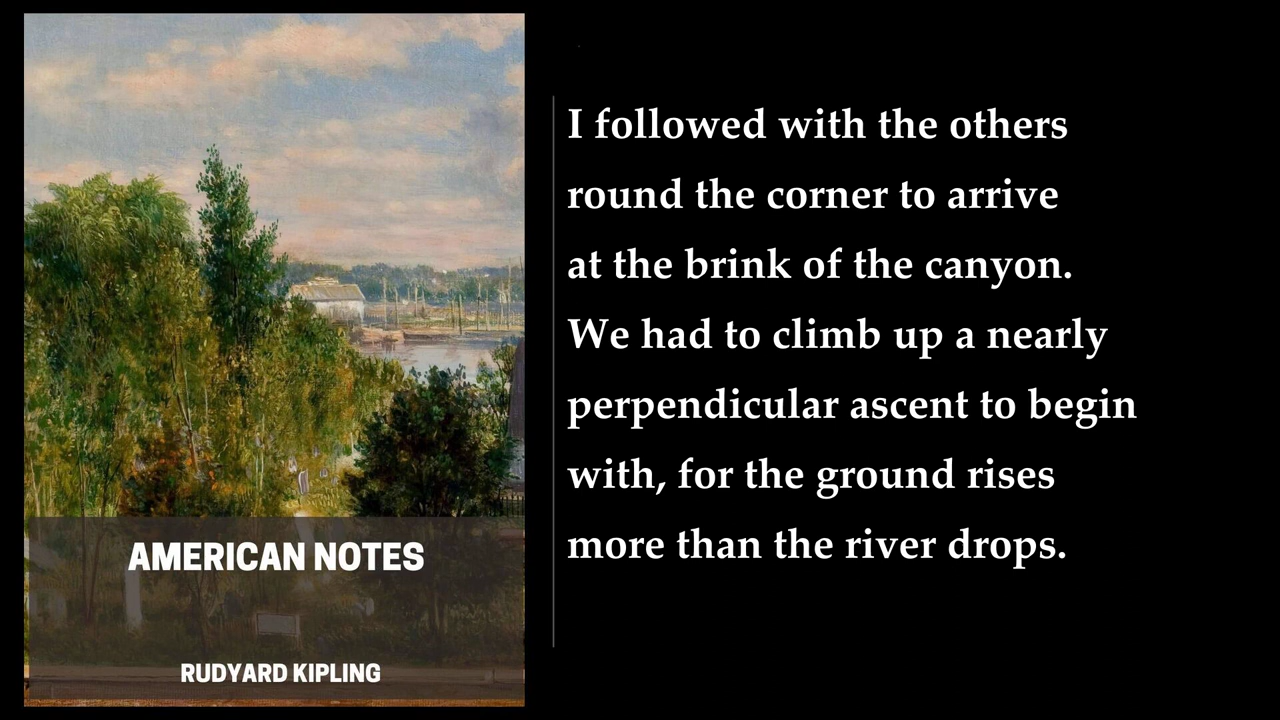 AMERICAN NOTES
RUDYARD KIPLING
I followed with the others
round the corner to arrive
at the brink of the canyon.
We had to climb up a nearly
perpendicular ascent to begin
with, for the ground rises
more than the river drops.